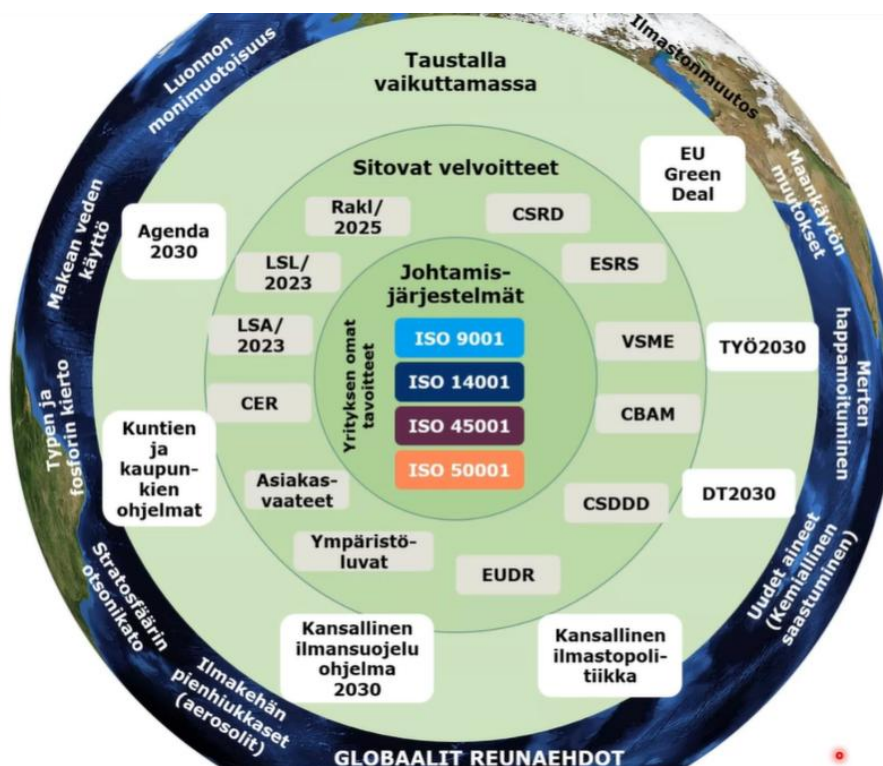 Taustalla
vaikuttamassa
Sitovat velvoitteet
Rakl/
2025
LSL/
2023
LSA/
2023
CER
Asiakas-
vaateet
Ympäristö-
luvat
EUDR
CSDDD
CBAM
VSME
ESRS
CSRD
Johtamis-
järjestelmät
Yrityksen omat
tavoitteet
ISO 9001
ISO 14001
ISO 45001
ISO 50001
Agenda
2030
EU
Green
Deal
TYÖ2030
DT2030
Kansallinen
ilmastopoli-
tiikka
Kansallinen
ilmansuojelu
ohjelma
2030
Kuntien
ja
kaupun-
kien
ohjelmat
Luonnon
monimuotoisuus
Ilmastonmuutos
Maankäytön
muutokset
Merten
happamoituminen
Uudet aineet
(Kemiallinen
saastuminen)
Ilmakehän
pienhiukkaset
(aerosolit)
Stratosfäärin
otsonikato
Typen ja
fosforin kierto
Makean veden
käyttö
GLOBAALIT REUNAEHDOT